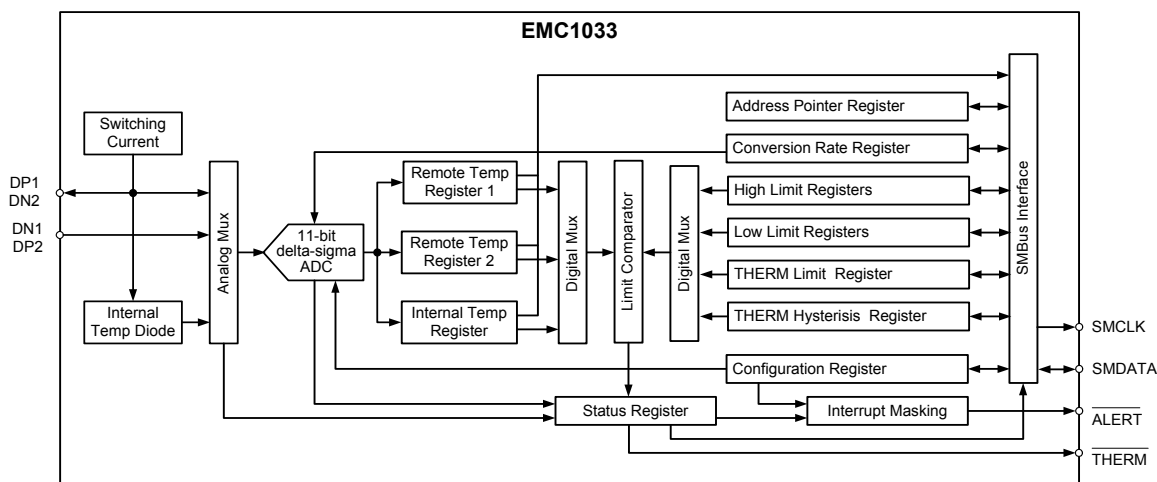 EMC1033
Switching
Current
DP1
DN2
DN1
DP2
Internal
Temp Diode
Analog Mux
11-bit
delta-sigma
ADC
Remote Temp
Register 1
Remote Temp
Register 2
Internal Temp
Register
Digital Mux
Limit Comparator
Digital Mux
Address Pointer Register
Conversion Rate Register
High Limit Registers
Low Limit Registers
THERM Limit Register
THERM Hysterisis Register
Configuration Register
Status Register
Interrupt Masking
SMBus Interface
SMCLK
SMDATA
ALERT
THERM